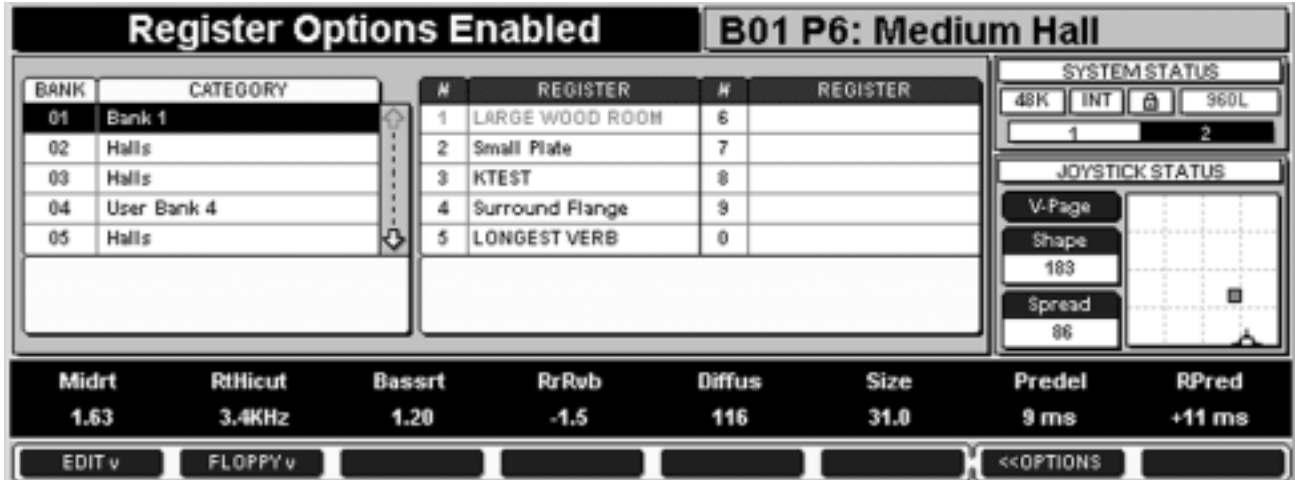 Register Options Enabled
B01 P6: Medium Hall
BANK CATEGORY
01 Bank 1
02 Halls
03 Halls
04 User Bank 4
05 Halls
N REGISTER N REGISTER
1 LARGE WOOD ROOM 6
2 Small Plate 7
3 KTEST 8
4 Surround Flange 9
5 LONGEST VERB 0
SYSTEM STATUS
48K INT 960L
1 2
JOYSTICK STATUS
V-Page
Shape
183
Spread
86
Midrt RtHicut Bassrt RrRvb Diffus Size Predel RPred
1.63 3.4KHz 1.20 -1.5 116 31.0 9 ms +11 ms
EDIT v FLOPPY v <<OPTIONS